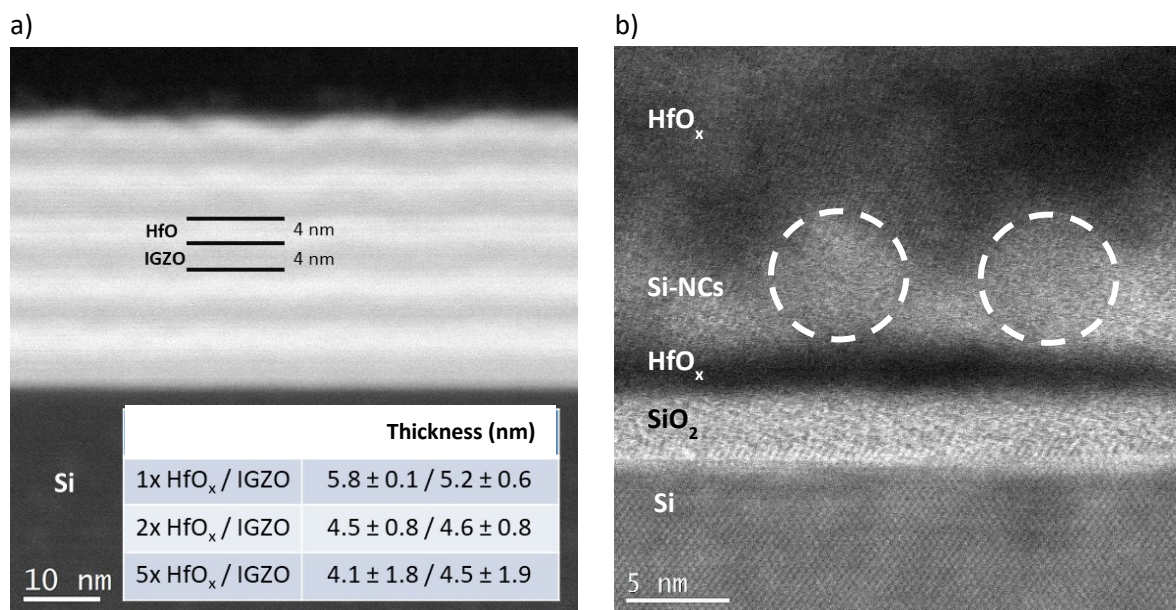 a)
HfO 4 nm
IGZO 4 nm
Thickness (nm)
1x HfOₓ / IGZO 5.8 ± 0.1 / 5.2 ± 0.6
2x HfOₓ / IGZO 4.5 ± 0.8 / 4.6 ± 0.8
5x HfOₓ / IGZO 4.1 ± 1.8 / 4.5 ± 1.9
Si
10 nm
b)
HfOₓ
Si-NCs
HfOₓ
SiO₂
Si
5 nm